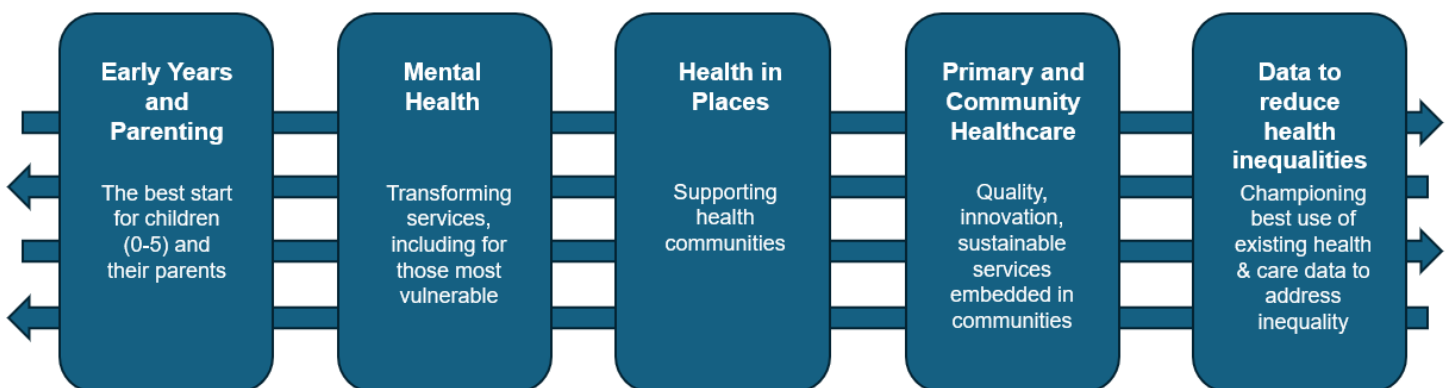 Early Years
and
Parenting
The best start
for children
(0-5) and
their parents
Mental
Health
Transforming
services,
including for
those most
vulnerable
Health in
Places
Supporting
health
communities
Primary and
Community
Healthcare
Quality,
innovation,
sustainable
services
embedded in
communities
Data to
reduce
health
inequalities
Championing
best use of
existing health
& care data to
address
inequality